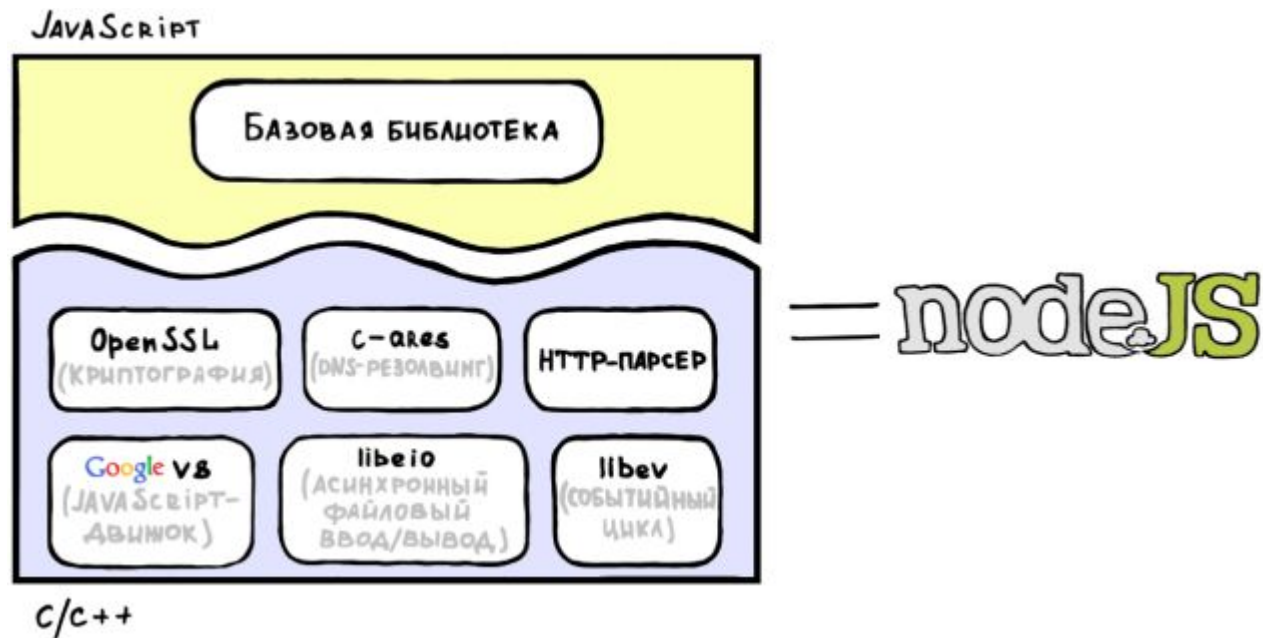 JAVASCRIPT
БАЗОВАЯ БИБЛИОТЕКА
OpenSSL
(КРИПТОГРАФИЯ)
c-ares
(DNS-РЕЗОЛВИНГ)
HTTP-ПАРСЕР
Google V8
(JAVASCRIPT-
ДВИЖОК)
libeio
(АСИНХРОННЫЙ
ФАЙЛОВЫЙ
ВВОД/ВЫВОД)
libev
(СОБЫТИЙНЫЙ
ЦИКЛ)
= nodeJS
C/C++